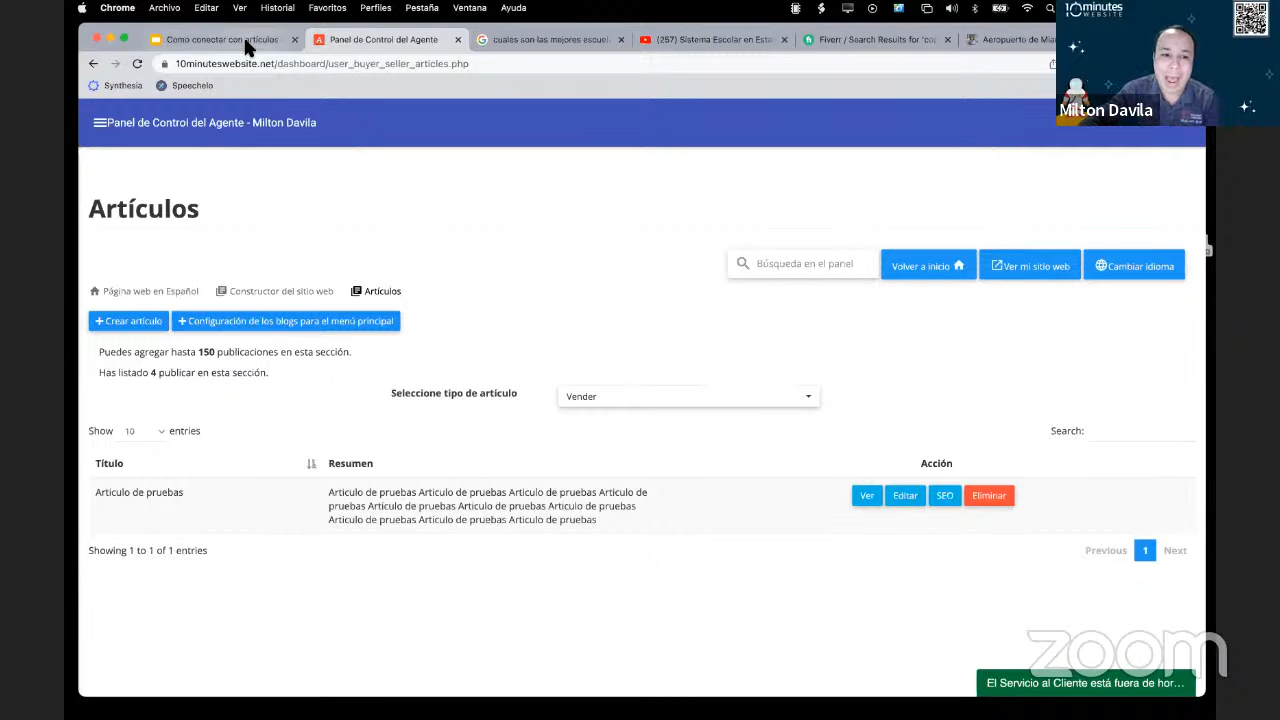 Chrome Archivo Editar Ver Historial Favoritos Perfiles Pestaña Ventana Ayuda
10minutes
WEBSITE
Como conectar con artículos
Panel de Control del Agente
cuales son las mejores escuel
(257) Sistema Escolar en Esta
Fiverr / Search Results for 'co
Aeropuerto de Mia
10minuteswebsite.net/dashboard/user_buyer_seller_articles.php
Synthesia Speechelo
Milton Davila
Panel de Control del Agente - Milton Davila
Artículos
Búsqueda en el panel
Volver a inicio
Ver mi sitio web
Cambiar idioma
Página web en Español Constructor del sitio web Artículos
+ Crear artículo + Configuración de los blogs para el menú principal
Puedes agregar hasta 150 publicaciones en esta sección.
Has listado 4 publicar en esta sección.
Seleccione tipo de artículo Vender
Show 10 entries Search:
Título Resumen Acción
Articulo de pruebas
Articulo de pruebas Articulo de pruebas Articulo de pruebas Articulo de
pruebas Articulo de pruebas Articulo de pruebas Articulo de pruebas
Articulo de pruebas Articulo de pruebas Articulo de pruebas
Ver Editar SEO Eliminar
Showing 1 to 1 of 1 entries
Previous 1 Next
zoom
El Servicio al Cliente está fuera de hor...